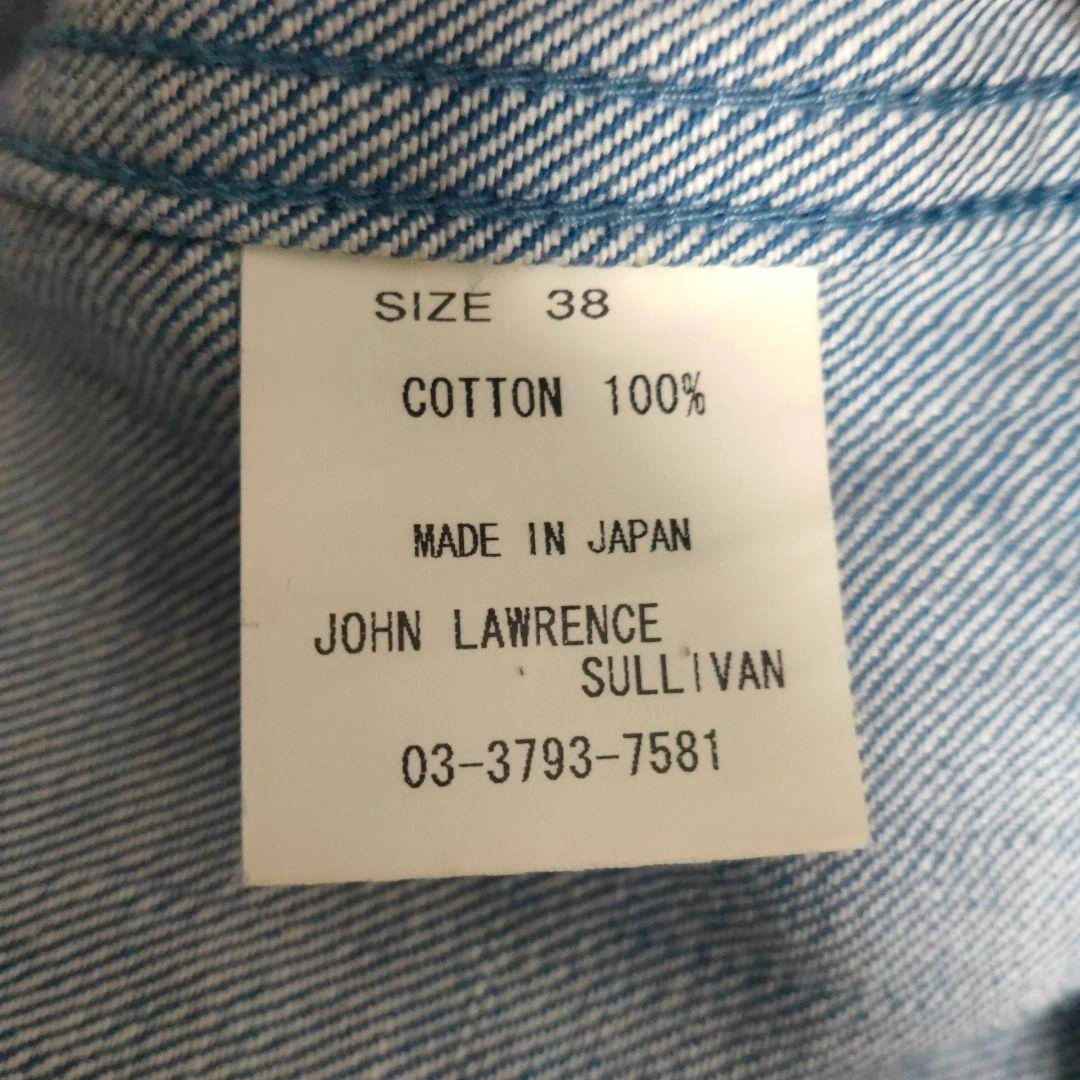 SIZE 38
COTTON 100%
MADE IN JAPAN
JOHN LAWRENCE
SULLIVAN
03-3793-7581